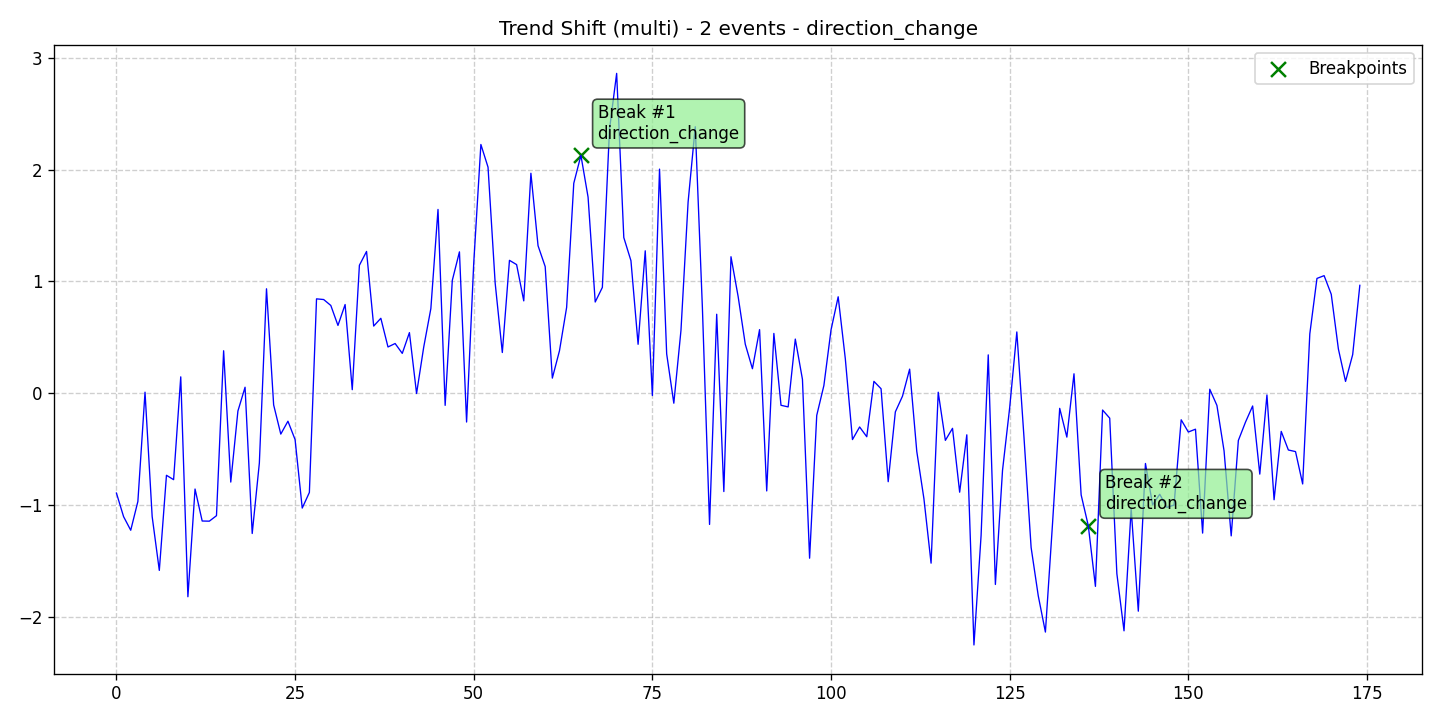 Trend Shift (multi) - 2 events - direction_change
3
2
1
0
−1
−2
Breakpoints
Break #1
direction_change
Break #2
direction_change
0
25
50
75
100
125
150
175